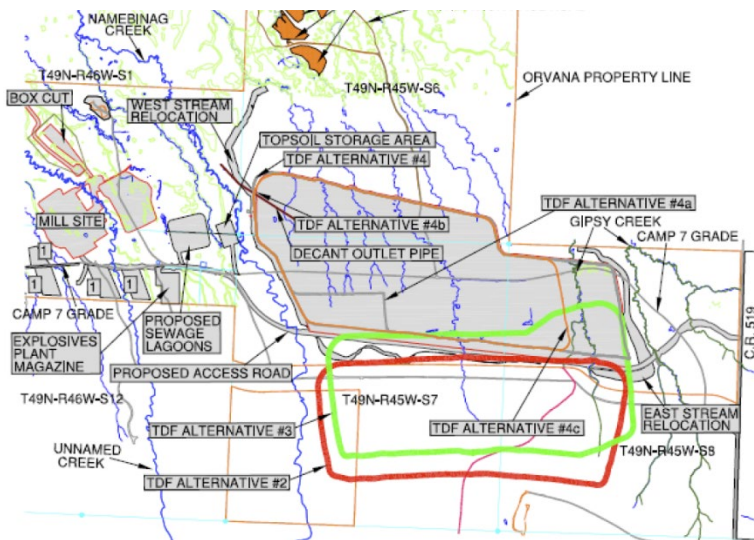 NAMEBINAG
CREEK
T49N-R46W-S1
T49N-R45W-S6
ORVANA PROPERTY LINE
BOX CUT
WEST STREAM
RELOCATION
TOPSOIL STORAGE AREA
TDF ALTERNATIVE #4
MILL SITE
TDF ALTERNATIVE #4b
DECANT OUTLET PIPE
TDF ALTERNATIVE #4a
GIPSY CREEK
CAMP 7 GRADE
1
1
1
1
1
CAMP 7 GRADE
EXPLOSIVES
PLANT
MAGAZINE
PROPOSED
SEWAGE
LAGOONS
PROPOSED ACCESS ROAD
C.R. 519
T49N-R46W-S12
T49N-R45W-S7
TDF ALTERNATIVE #3
TDF ALTERNATIVE #4c
EAST STREAM
RELOCATION
T49N-R45W-S8
UNNAMED
CREEK
TDF ALTERNATIVE #2